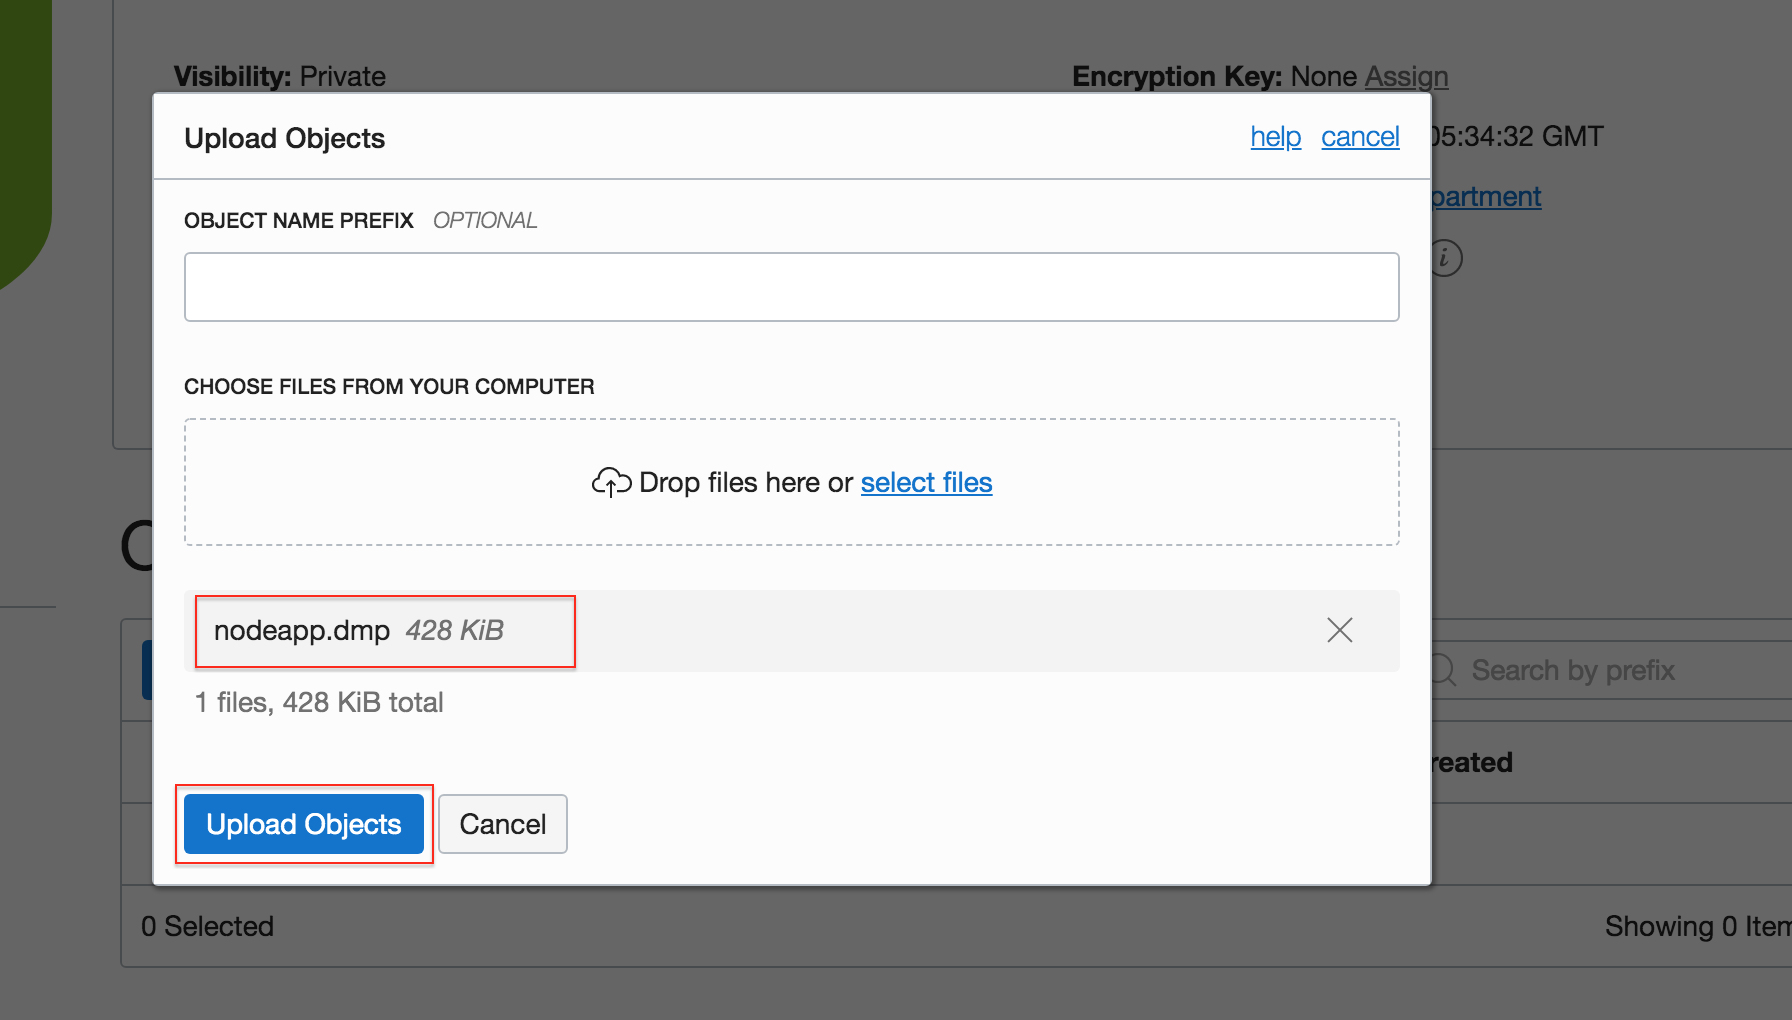 Visibility: Private
Encryption Key: None Assign
Upload Objects
help cancel
05:34:32 GMT
OBJECT NAME PREFIX OPTIONAL
partment
CHOOSE FILES FROM YOUR COMPUTER
Drop files here or select files
nodeapp.dmp 428 KiB
1 files, 428 KiB total
Search by prefix
reated
Upload Objects
Cancel
0 Selected
Showing 0 Item